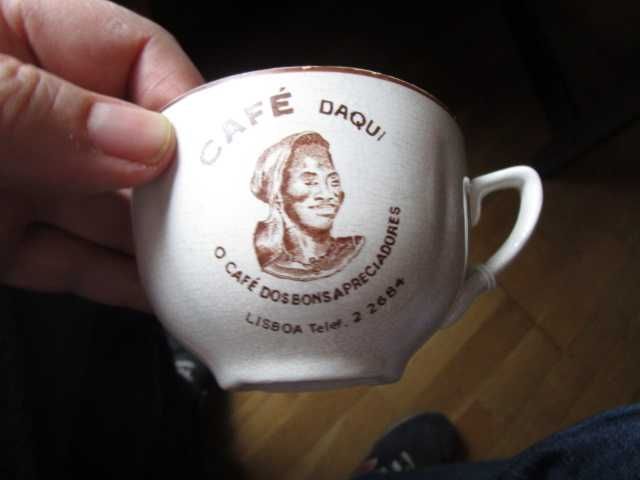 CAFÉ DAQUI
O CAFÉ DOS BONS APRECIADORES
LISBOA Telef. 2 2684